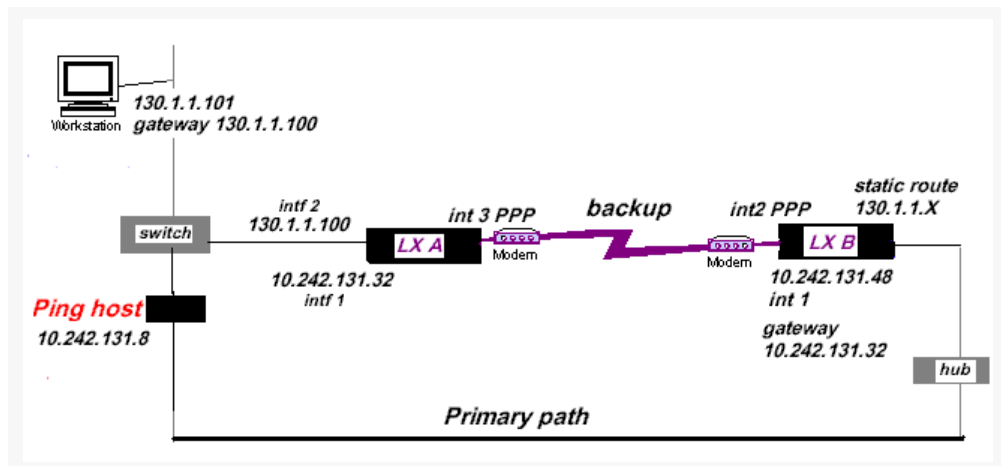 130.1.1.101
gateway 130.1.1.100
Workstation
switch
intf 2
130.1.1.100
LX A
10.242.131.32
intf 1
int 3 PPP
Modem
backup
int2 PPP
Modem
static route
130.1.1.X
LX B
10.242.131.48
int 1
gateway
10.242.131.32
Ping host
10.242.131.8
hub
Primary path